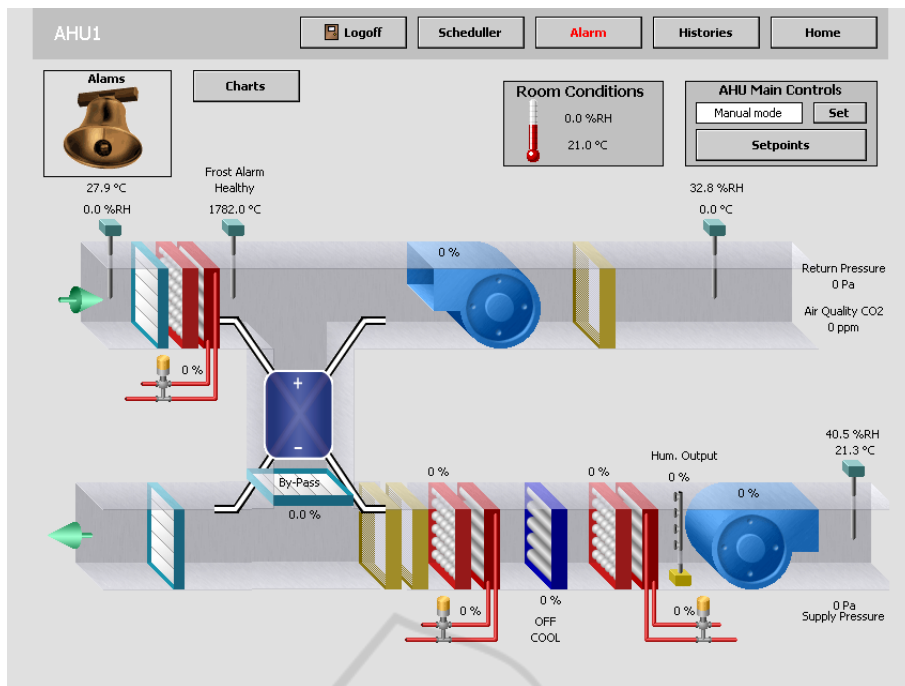 AHU1
Logoff
Scheduller
Alarm
Histories
Home
Alams
Charts
Room Conditions
0.0 %RH
21.0 °C
AHU Main Controls
Manual mode
Set
Setpoints
27.9 °C
0.0 %RH
Frost Alarm
Healthy
1782.0 °C
32.8 %RH
0.0 °C
0 %
Return Pressure
0 Pa
Air Quality CO2
0 ppm
0 %
+
−
By-Pass
0.0 %
0 %
0 %
Hum. Output
0 %
0 %
40.5 %RH
21.3 °C
0 %
0 %
OFF
COOL
0 %
0 Pa
Supply Pressure